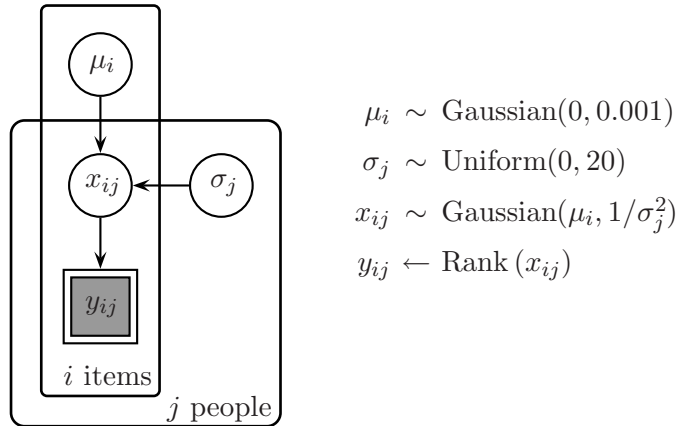 μ_i
x_ij
σ_j
y_ij
i items
j people
μ_i ∼ Gaussian(0, 0.001)
σ_j ∼ Uniform(0, 20)
x_ij ∼ Gaussian(μ_i, 1/σ_j^2)
y_ij ← Rank (x_ij)